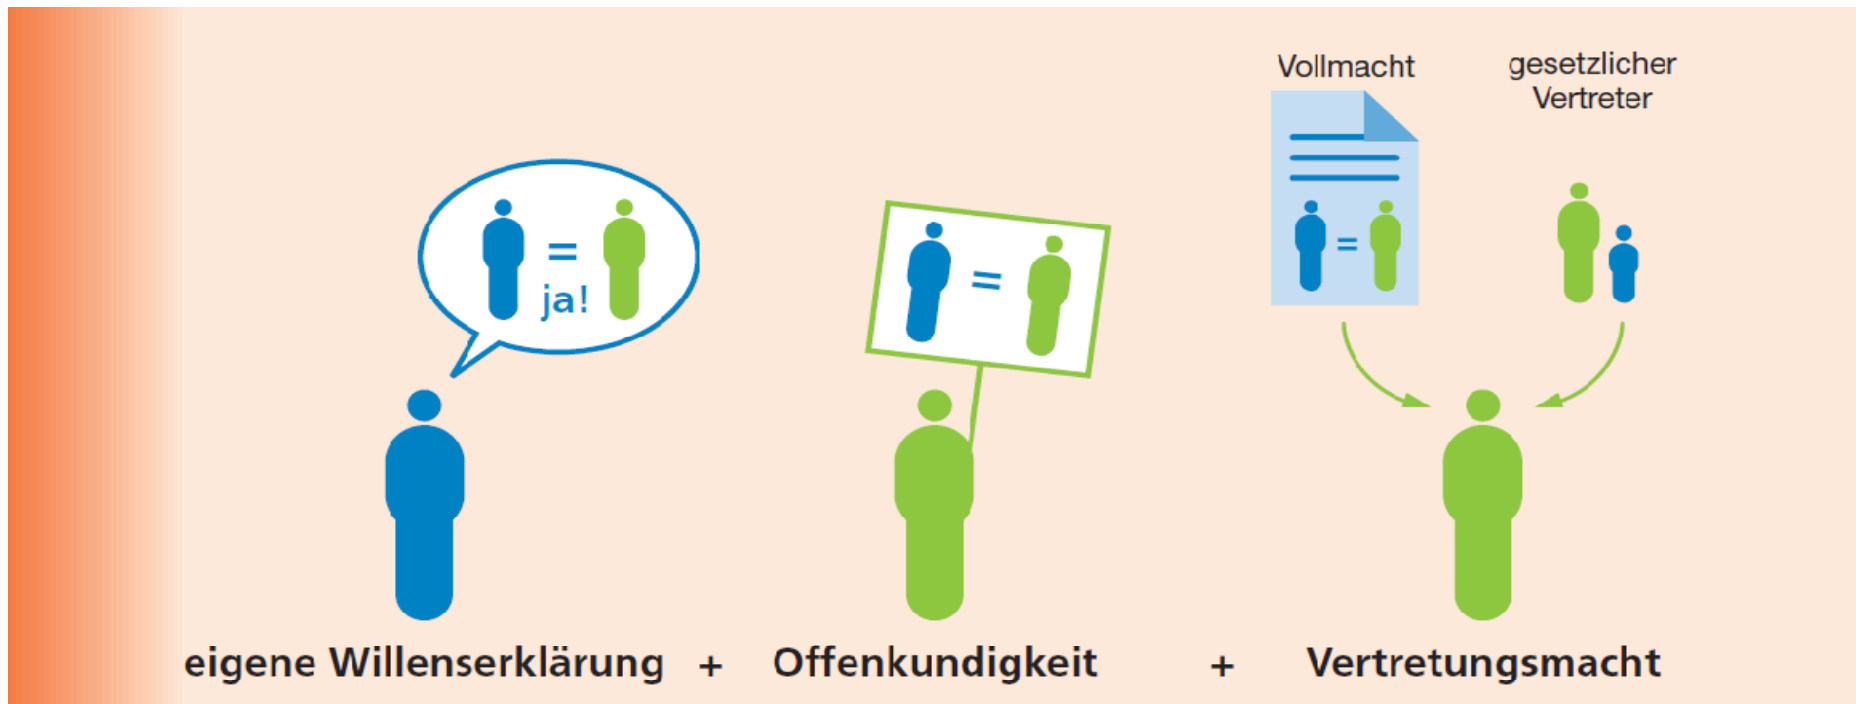 Vollmacht
gesetzlicher
Vertreter
=
ja!
=
=
eigene Willenserklärung + Offenkundigkeit + Vertretungsmacht